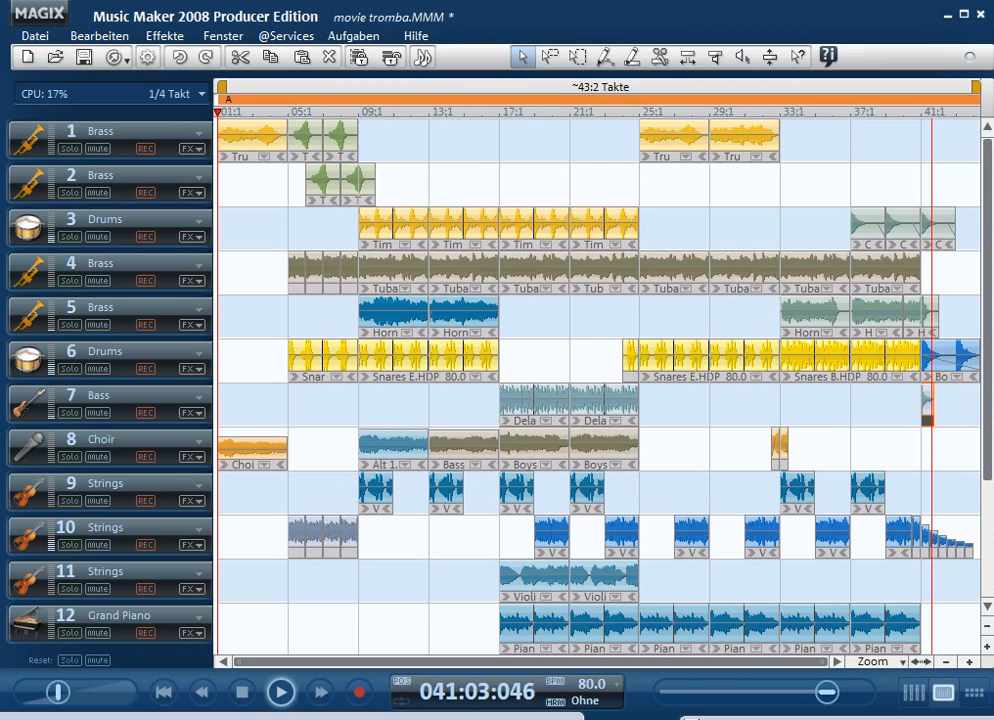 MAGIX Music Maker 2008 Producer Edition movie tromba.MMM *
Datei Bearbeiten Effekte Fenster @Services Aufgaben Hilfe
CPU: 17% 1/4 Takt
~43:2 Takte
A
01:1 05:1 09:1 13:1 17:1 21:1 25:1 29:1 33:1 37:1 41:1
1 Brass
Solo Mute REC FX
Tru T T Tru Tru
2 Brass
Solo Mute REC FX
T T
3 Drums
Solo Mute REC FX
Tim Tim Tim Tim C C C
4 Brass
Solo Mute REC FX
Tuba Tuba Tuba Tub Tuba Tuba Tuba Tuba
5 Brass
Solo Mute REC FX
Horn Horn Horn H H
6 Drums
Solo Mute REC FX
Snar Snares E.HDP 80.0 Snares E.HDP 80.0 Snares B.HDP 80.0 Bo
7 Bass
Solo Mute REC FX
Dela Dela
8 Choir
Solo Mute REC FX
Choi Alt 1. Bass Boys Boys
9 Strings
Solo Mute REC FX
V V V V V V
10 Strings
Solo Mute REC FX
V V V V V
11 Strings
Solo Mute REC FX
Violi Violi
12 Grand Piano
Solo Mute REC FX
Pian Pian Pian Pian Pian Pian
Reset: Solo Mute
Zoom
POS 041:03:046 BPM 80.0
HRM Ohne